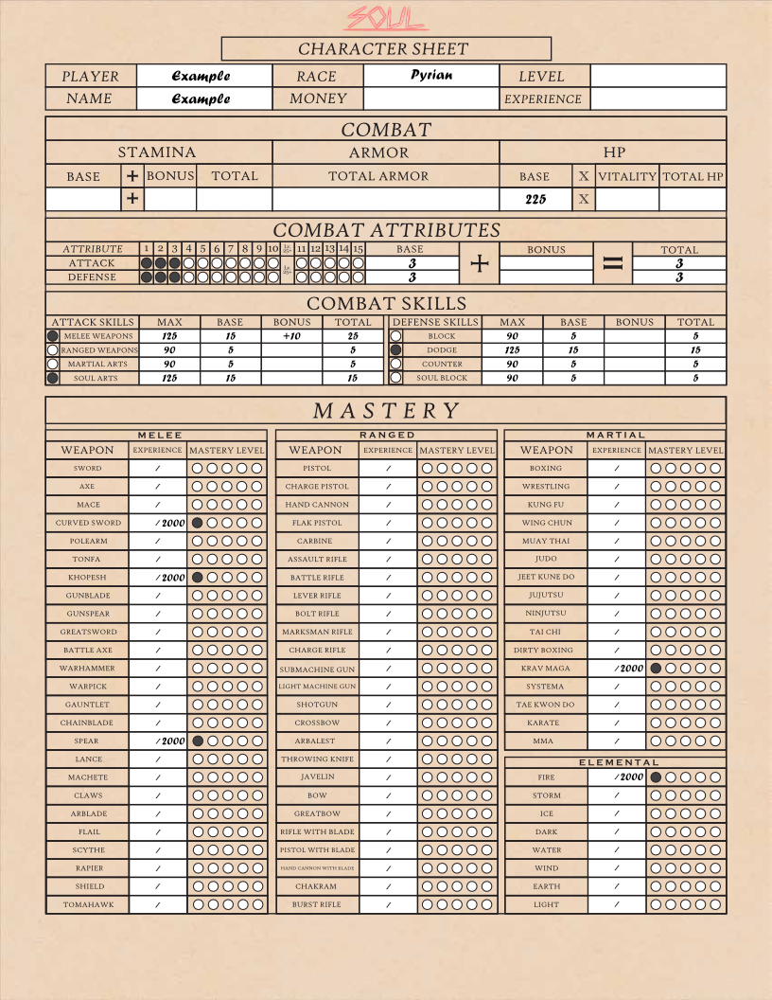 SOUL
CHARACTER SHEET
PLAYER Example RACE Pyrian LEVEL
NAME Example MONEY EXPERIENCE
COMBAT
STAMINA ARMOR HP
BASE + BONUS TOTAL TOTAL ARMOR BASE X VITALITY TOTAL HP
+ 225 X
COMBAT ATTRIBUTES
ATTRIBUTE 1 2 3 4 5 6 7 8 9 10 11 12 13 14 15 BASE BONUS TOTAL
ATTACK 3 + = 3
DEFENSE 3 3
COMBAT SKILLS
ATTACK SKILLS MAX BASE BONUS TOTAL DEFENSE SKILLS MAX BASE BONUS TOTAL
MELEE WEAPONS 125 15 +10 25 BLOCK 90 5 5
RANGED WEAPONS 90 5 5 DODGE 125 15 15
MARTIAL ARTS 90 5 5 COUNTER 90 5 5
SOUL ARTS 125 15 15 SOUL BLOCK 90 5 5
MASTERY
MELEE RANGED MARTIAL
WEAPON EXPERIENCE MASTERY LEVEL WEAPON EXPERIENCE MASTERY LEVEL WEAPON EXPERIENCE MASTERY LEVEL
SWORD / PISTOL / BOXING /
AXE / CHARGE PISTOL / WRESTLING /
MACE / HAND CANNON / KUNG FU /
CURVED SWORD /2000 FLAK PISTOL / WING CHUN /
POLEARM / CARBINE / MUAY THAI /
TONFA / ASSAULT RIFLE / JUDO /
KHOPESH /2000 BATTLE RIFLE / JEET KUNE DO /
GUNBLADE / LEVER RIFLE / JUJUTSU /
GUNSPEAR / BOLT RIFLE / NINJUTSU /
GREATSWORD / MARKSMAN RIFLE / TAI CHI /
BATTLE AXE / CHARGE RIFLE / DIRTY BOXING /
WARHAMMER / SUBMACHINE GUN / KRAV MAGA /2000
WARPICK / LIGHT MACHINE GUN / SYSTEMA /
GAUNTLET / SHOTGUN / TAE KWON DO /
CHAINBLADE / CROSSBOW / KARATE /
SPEAR /2000 ARBALEST / MMA /
LANCE / THROWING KNIFE / ELEMENTAL
MACHETE / JAVELIN / FIRE /2000
CLAWS / BOW / STORM /
ARBLADE / GREATBOW / ICE /
FLAIL / RIFLE WITH BLADE / DARK /
SCYTHE / PISTOL WITH BLADE / WATER /
RAPIER / HAND CANNON WITH BLADE / WIND /
SHIELD / CHAKRAM / EARTH /
TOMAHAWK / BURST RIFLE / LIGHT /